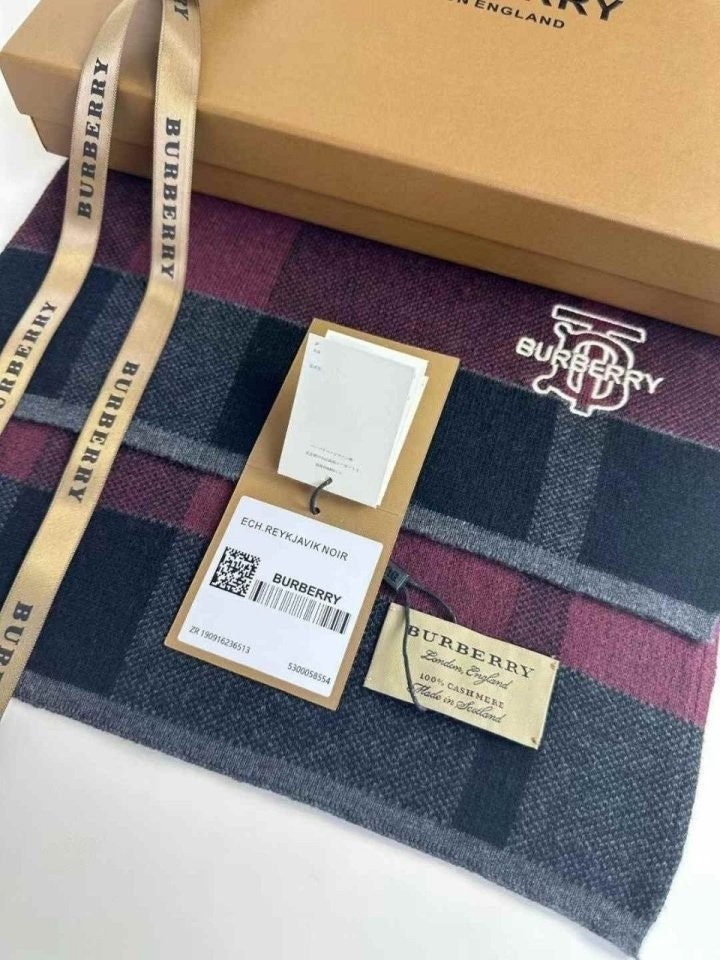 BURBERRY
BURBERRY
BURBERRY
BURBERRY
ENGLAND
BURBERRY
ECH.REYKJAVIK NOIR
BURBERRY
ZR 190916236513
5300058554
BURBERRY
London, England
100% CASHMERE
Made in Scotland